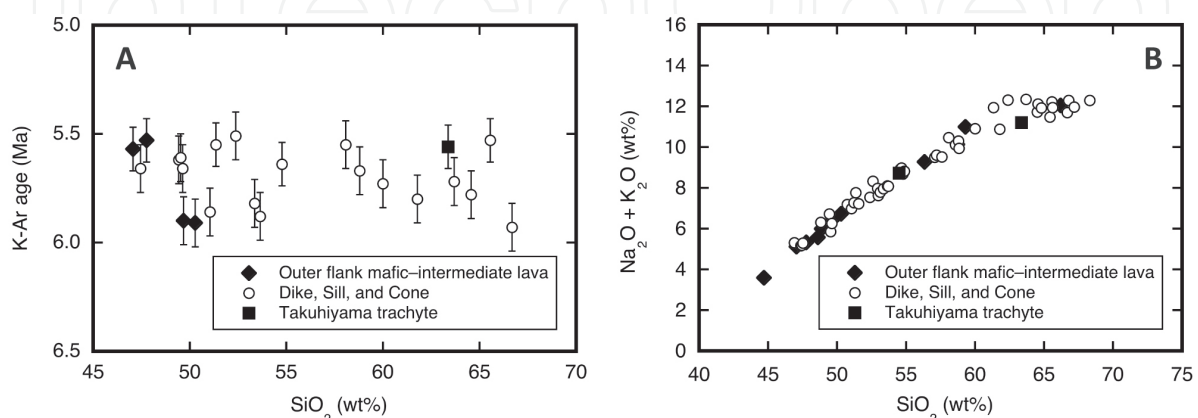 A
5.0
5.5
6.0
6.5
K-Ar age (Ma)
Outer flank mafic–intermediate lava
Dike, Sill, and Cone
Takuhiyama trachyte
45 50 55 60 65 70
SiO2 (wt%)
B
16
14
12
10
8
6
4
2
0
Na2O + K2O (wt%)
Outer flank mafic–intermediate lava
Dike, Sill, and Cone
Takuhiyama trachyte
40 45 50 55 60 65 70 75
SiO2 (wt%)